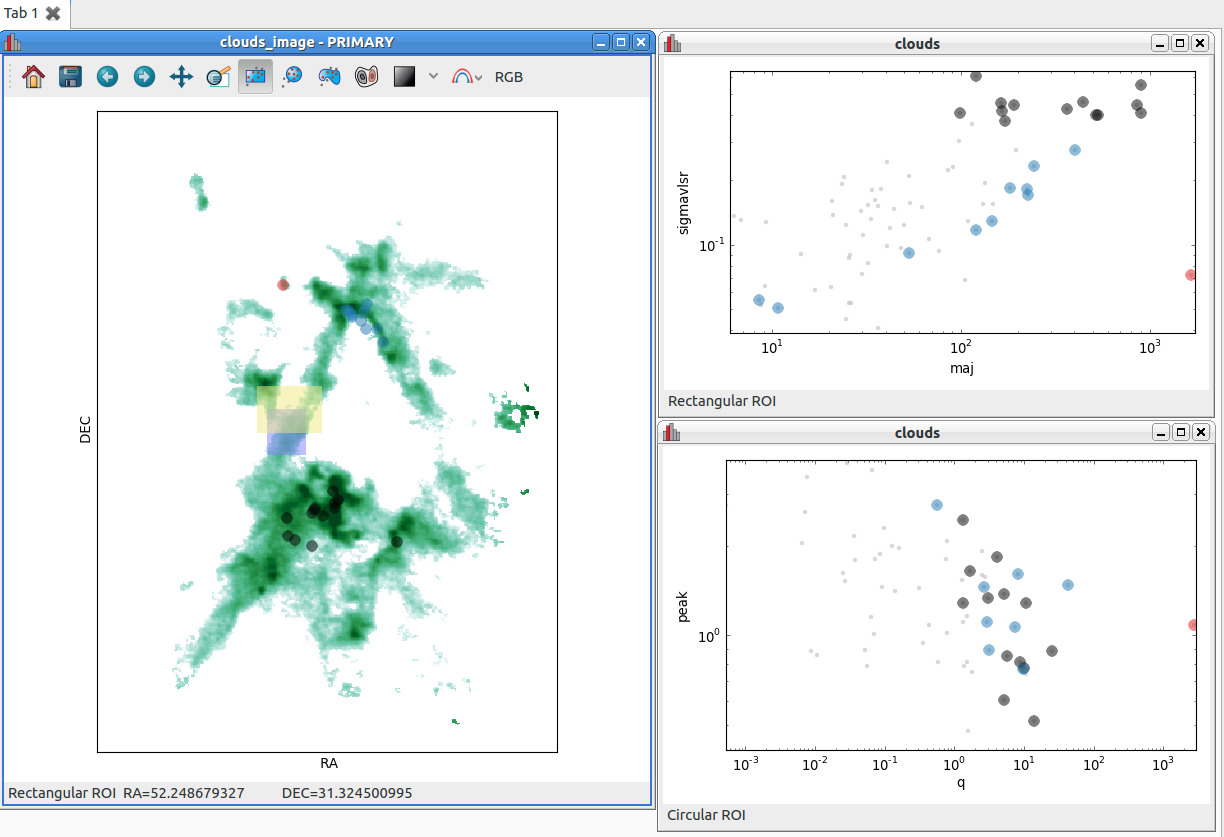 Tab 1
clouds_image - PRIMARY
RGB
DEC
RA
Rectangular ROI RA=52.248679327 DEC=31.324500995
clouds
sigmavlsr
10⁻¹
10¹ 10² 10³
maj
Rectangular ROI
clouds
peak
10⁰
10⁻³ 10⁻² 10⁻¹ 10⁰ 10¹ 10² 10³
q
Circular ROI